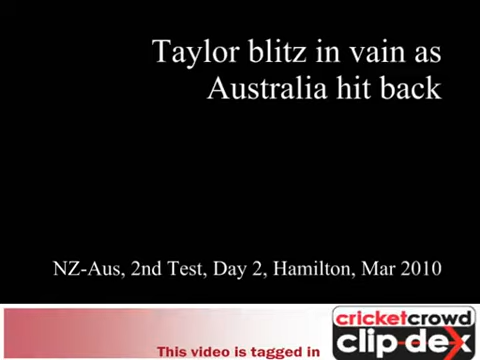 Taylor blitz in vain as
Australia hit back
NZ-Aus, 2nd Test, Day 2, Hamilton, Mar 2010
cricketcrowd
clip-dex
This video is tagged in